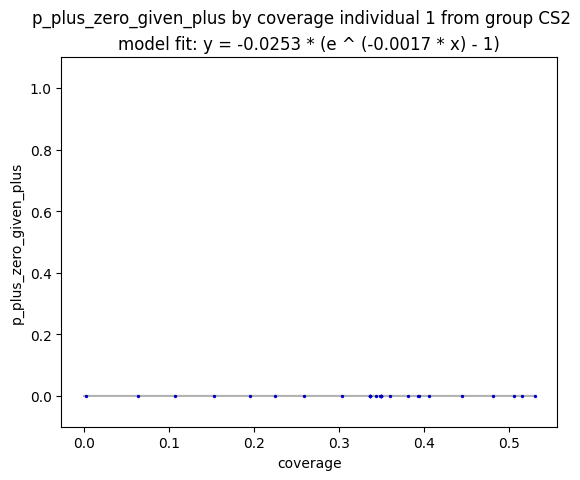 p_plus_zero_given_plus by coverage individual 1 from group CS2
model fit: y = -0.0253 * (e ^ (-0.0017 * x) - 1)
1.0
0.8
0.6
0.4
0.2
0.0
p_plus_zero_given_plus
0.0 0.1 0.2 0.3 0.4 0.5
coverage